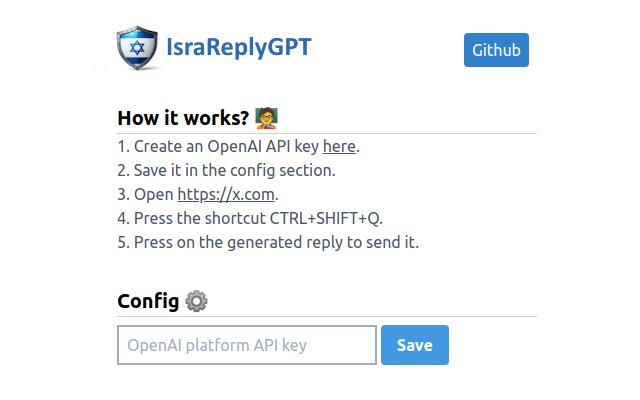 IsraReplyGPT
Github
How it works?
1. Create an OpenAI API key here.
2. Save it in the config section.
3. Open https://x.com.
4. Press the shortcut CTRL+SHIFT+Q.
5. Press on the generated reply to send it.
Config
OpenAI platform API key
Save